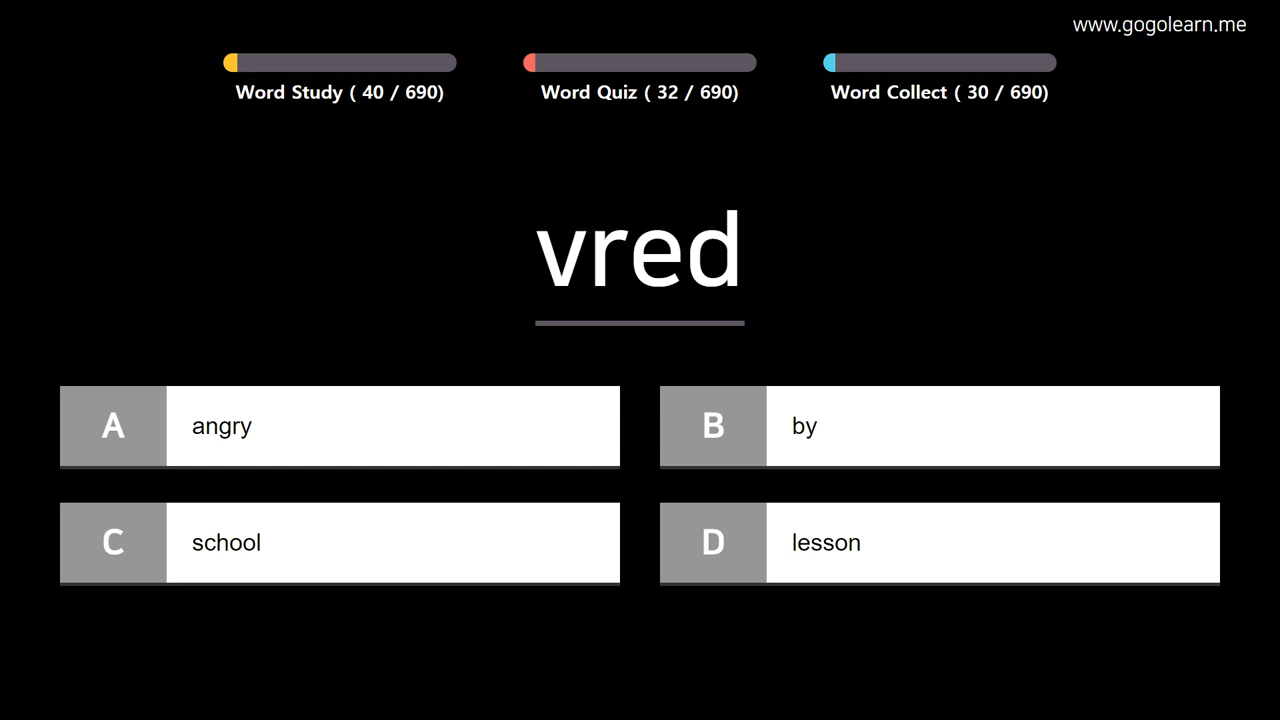 www.gogolearn.me
Word Study ( 40 / 690)
Word Quiz ( 32 / 690)
Word Collect ( 30 / 690)
vred
A angry
B by
C school
D lesson